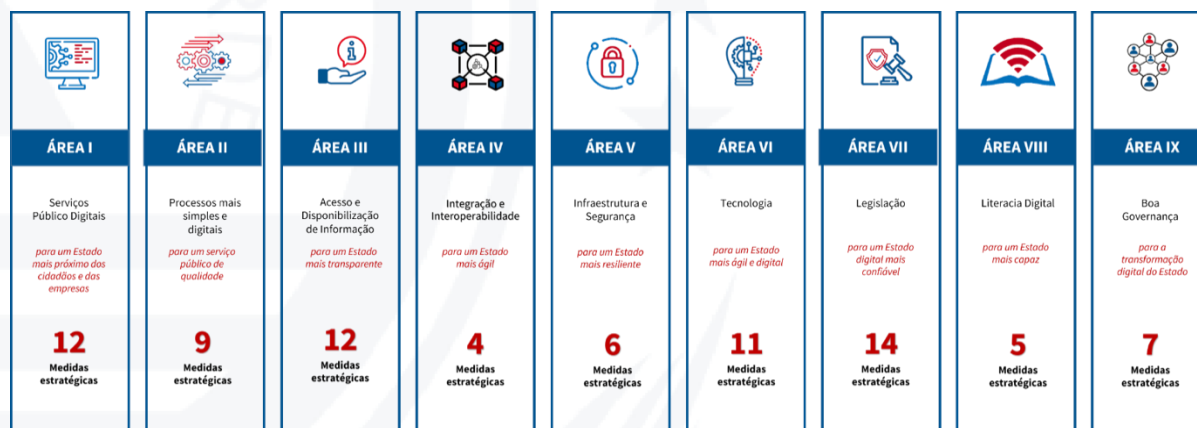 ÁREA I
Serviços
Público Digitais
para um Estado
mais próximo dos
cidadãos e das
empresas
12
Medidas
estratégicas
ÁREA II
Processos mais
simples e
digitais
para um serviço
público de
qualidade
9
Medidas
estratégicas
ÁREA III
Acesso e
Disponibilização
de Informação
para um Estado
mais transparente
12
Medidas
estratégicas
ÁREA IV
Integração e
Interoperabilidade
para um Estado
mais ágil
4
Medidas
estratégicas
ÁREA V
Infraestrutura e
Segurança
para um Estado
mais resiliente
6
Medidas
estratégicas
ÁREA VI
Tecnologia
para um Estado
mais ágil e digital
11
Medidas
estratégicas
ÁREA VII
Legislação
para um Estado
digital mais
confiável
14
Medidas
estratégicas
ÁREA VIII
Literacia Digital
para um Estado
mais capaz
5
Medidas
estratégicas
ÁREA IX
Boa
Governança
para a
transformação
digital do Estado
7
Medidas
estratégicas